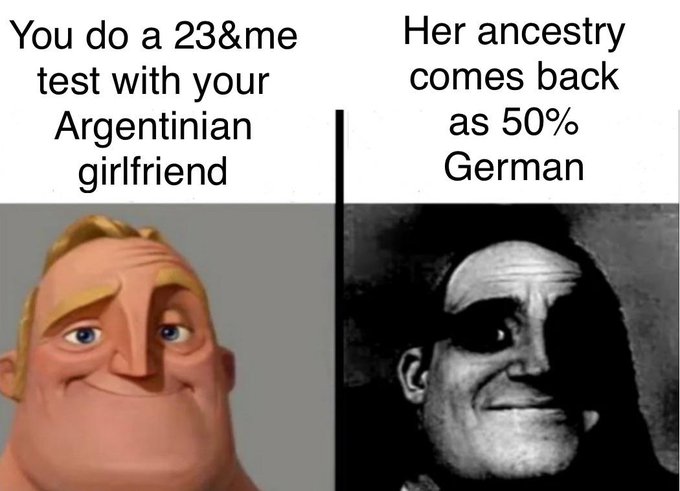 You do a 23&me
test with your
Argentinian
girlfriend
Her ancestry
comes back
as 50%
German